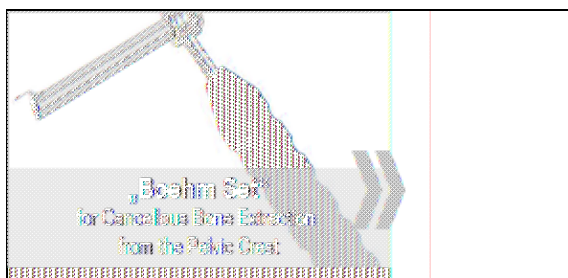 „Boehm Set“
for Cancellous Bone Extraction
from the Pelvic Crest